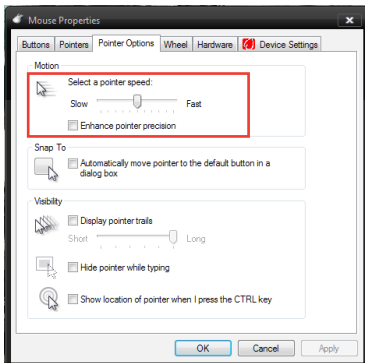 Mouse Properties
Buttons Pointers Pointer Options Wheel Hardware Device Settings
Motion
Select a pointer speed:
Slow Fast
Enhance pointer precision
Snap To
Automatically move pointer to the default button in a
dialog box
Visibility
Display pointer trails
Short Long
Hide pointer while typing
Show location of pointer when I press the CTRL key
OK Cancel Apply